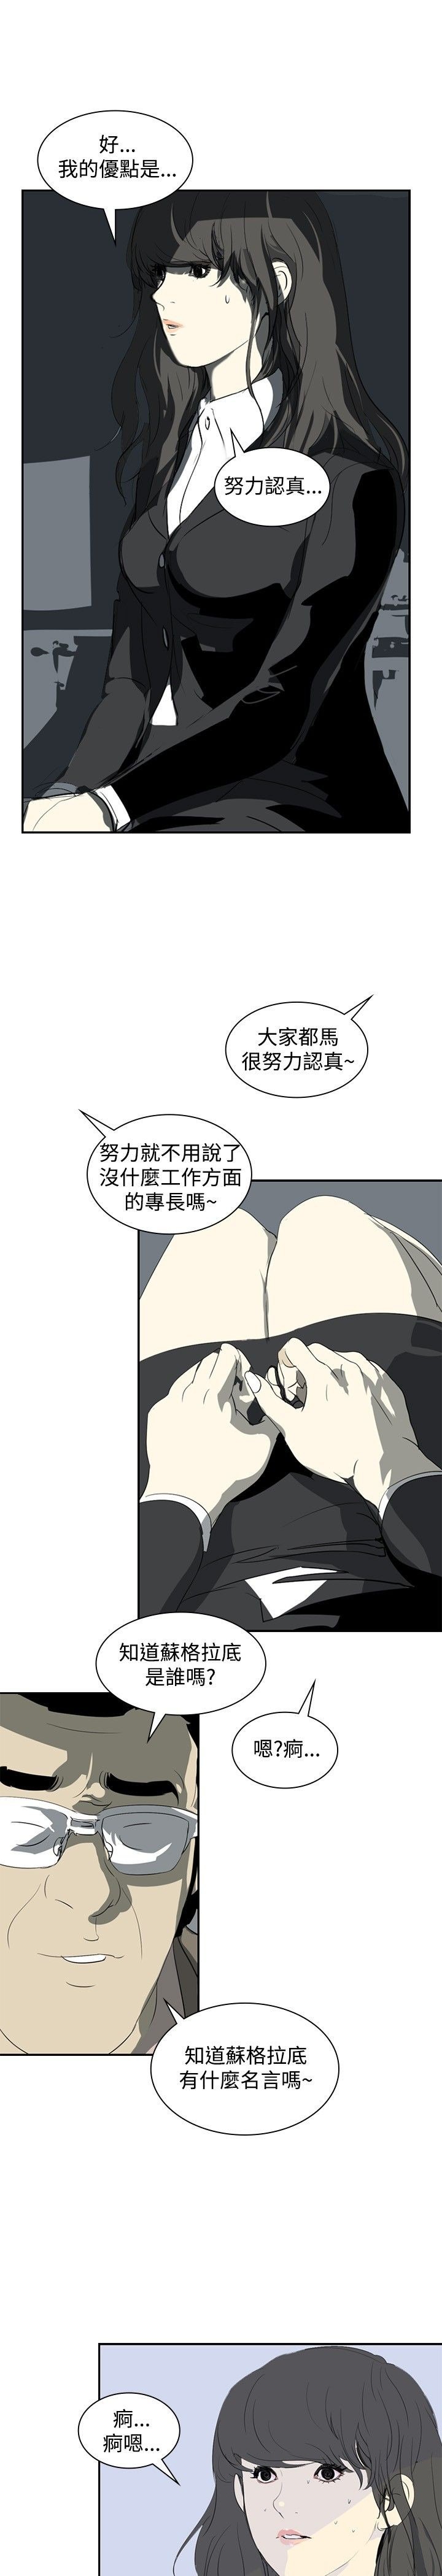 好...
我的優點是...
努力認真...
大家都馬
很努力認真~
努力就不用說了
沒什麼工作方面
的專長嗎~
知道蘇格拉底
是誰嗎?
嗯?痾...
知道蘇格拉底
有什麼名言嗎~
痾...
痾嗯...